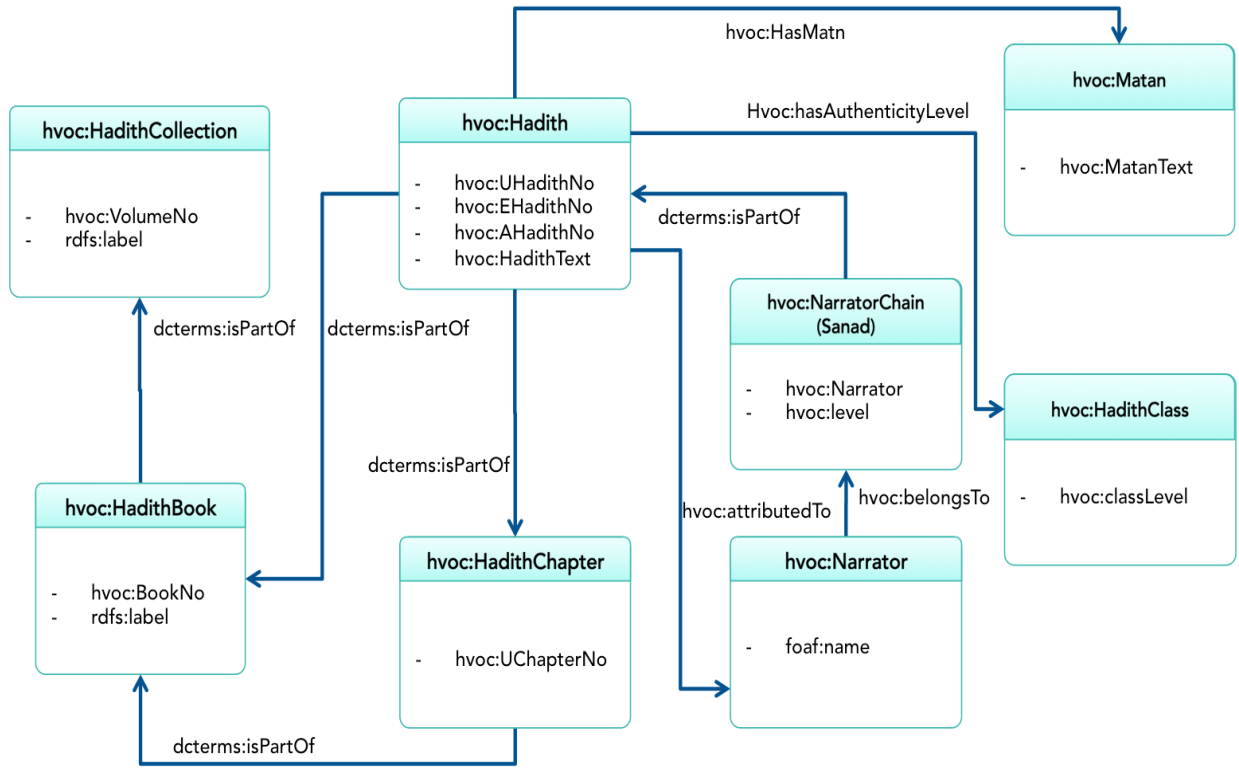 hvoc:HasMatn
hvoc:Matan
- hvoc:MatanText
hvoc:HadithCollection
- hvoc:VolumeNo
- rdfs:label
hvoc:Hadith
- hvoc:UHadithNo
- hvoc:EHadithNo
- hvoc:AHadithNo
- hvoc:HadithText
Hvoc:hasAuthenticityLevel
dcterms:isPartOf
hvoc:NarratorChain
(Sanad)
- hvoc:Narrator
- hvoc:level
dcterms:isPartOf
dcterms:isPartOf
hvoc:HadithClass
- hvoc:classLevel
dcterms:isPartOf
hvoc:attributedTo
hvoc:belongsTo
hvoc:HadithBook
- hvoc:BookNo
- rdfs:label
hvoc:HadithChapter
- hvoc:UChapterNo
hvoc:Narrator
- foaf:name
dcterms:isPartOf